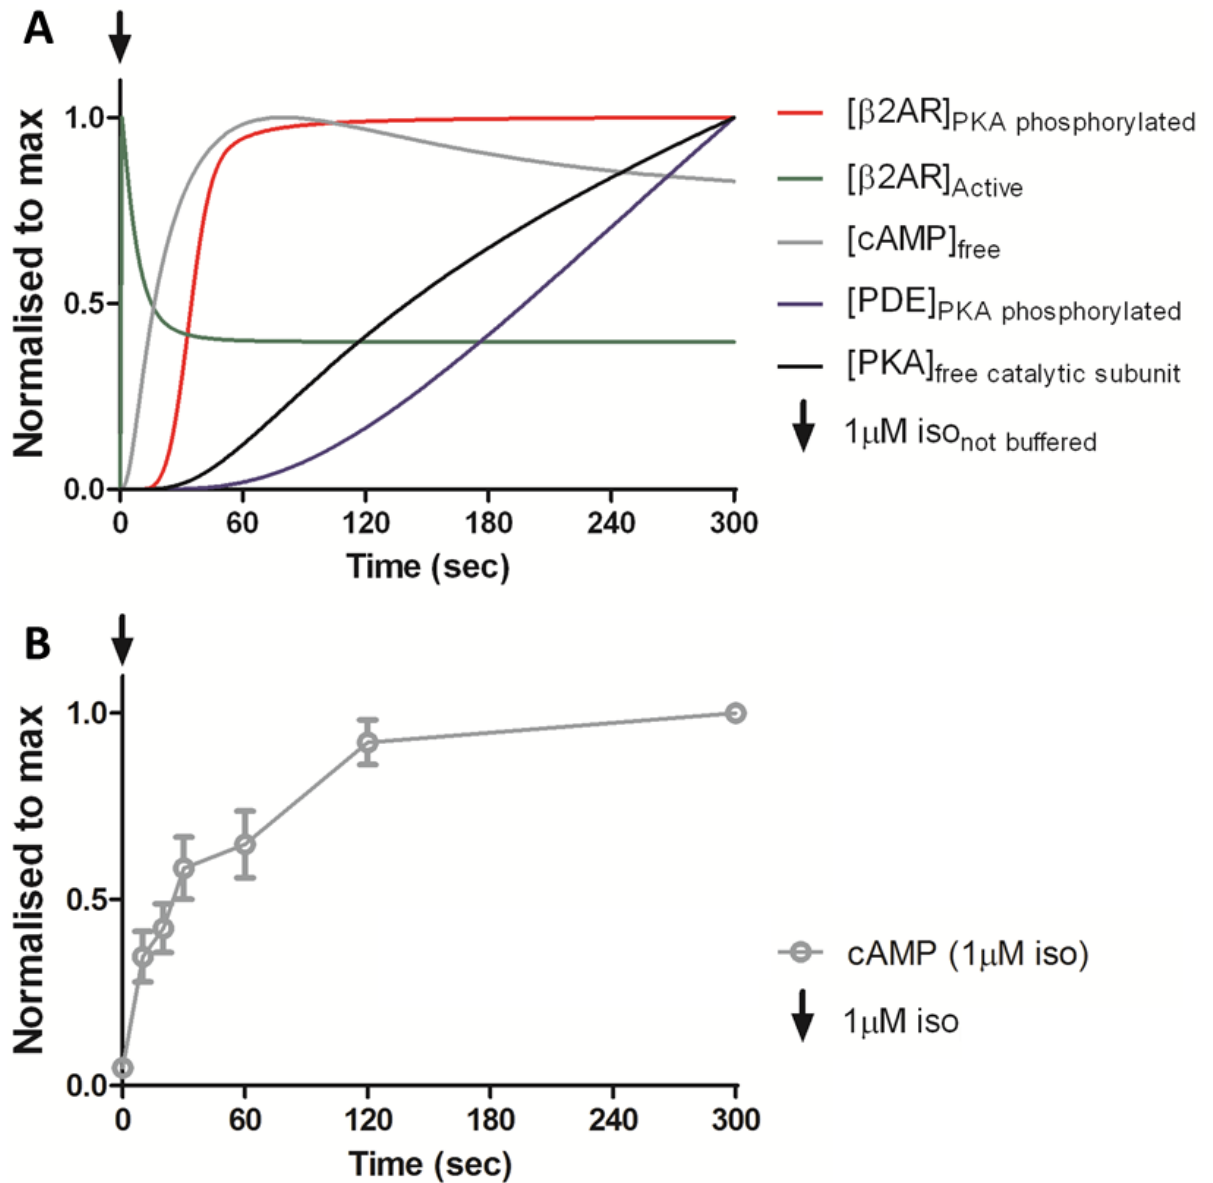 A
Normalised to max
1.0
0.5
0.0
0 60 120 180 240 300
Time (sec)
[β2AR]PKA phosphorylated
[β2AR]Active
[cAMP]free
[PDE]PKA phosphorylated
[PKA]free catalytic subunit
1μM isonot buffered
B
Normalised to max
1.0
0.5
0.0
0 60 120 180 240 300
Time (sec)
cAMP (1μM iso)
1μM iso